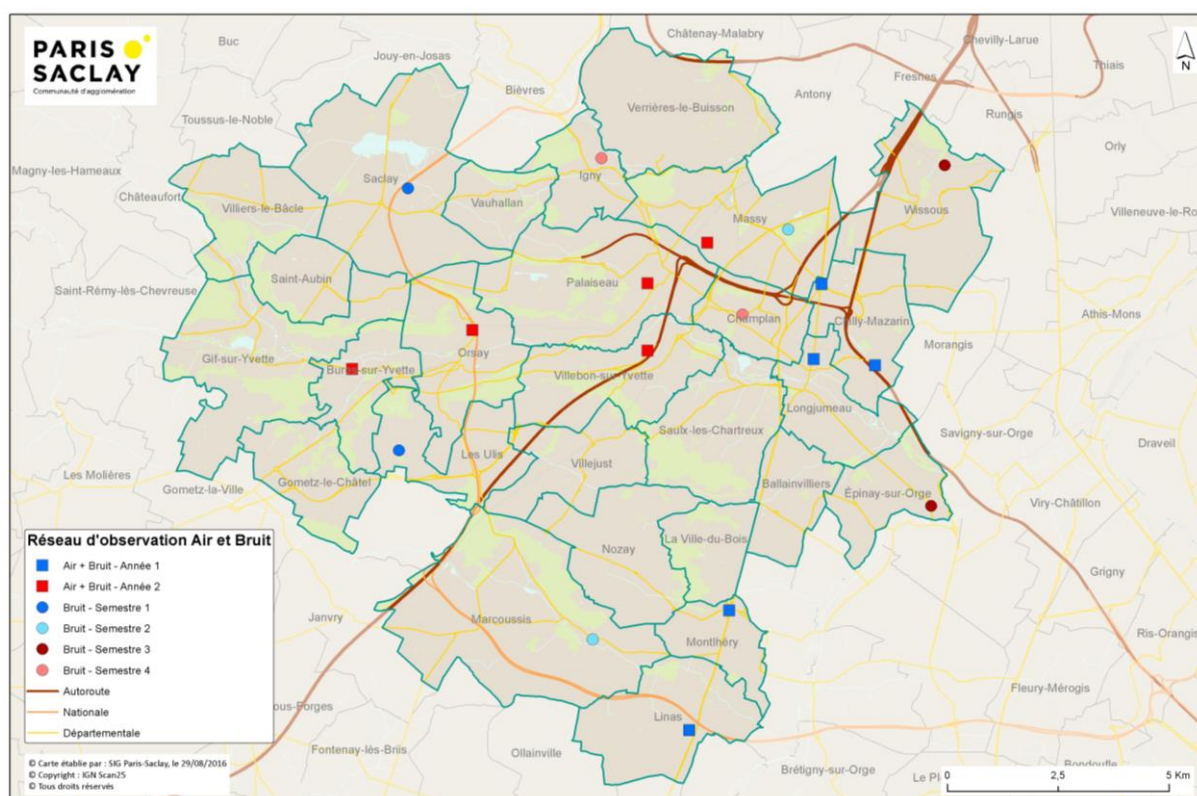 PARIS
SACLAY
Communauté d'agglomération
N
Buc
Châtenay-Malabry
Chevilly-Larue
Jouy-en-Josas
Thiais
Fresnes
Bièvres
Antony
Verrières-le-Buisson
Rungis
Toussus-le-Noble
Orly
Magny-les-Hameaux
Igny
Saclay
Châteaufort
Vauhallan
Villiers-le-Bâcle
Wissous
Massy
Saint-Aubin
Palaiseau
Saint-Rémy-lès-Chevreuse
Athis-Mons
Champlan
Chilly-Mazarin
Morangis
Orsay
Gif-sur-Yvette
Bures-sur-Yvette
Villebon-sur-Yvette
Longjumeau
Saulx-les-Chartreux
Savigny-sur-Orge
Draveil
Les Ulis
Villejust
Les Molières
Gometz-la-Ville
Gometz-le-Châtel
Ballainvilliers
Épinay-sur-Orge
Viry-Châtillon
La Ville-du-Bois
Nozay
Grigny
Janvry
Marcoussis
Montlhéry
Ris-Orangis
Fleury-Mérogis
Linas
Fontenay-lès-Briis
Ollainville
Brétigny-sur-Orge
Bondoufle
Réseau d'observation Air et Bruit
Air + Bruit - Année 1
Air + Bruit - Année 2
Bruit - Semestre 1
Bruit - Semestre 2
Bruit - Semestre 3
Bruit - Semestre 4
Autoroute
Nationale
Départementale
© Carte établie par : SIG Paris-Saclay, le 29/08/2016
© Copyright : IGN Scan25
© Tous droits réservés
0 2,5 5 Km